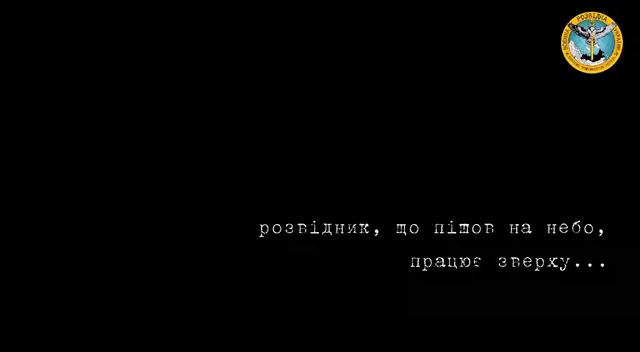 розвідник, що пішов на небо,
працює зверху...